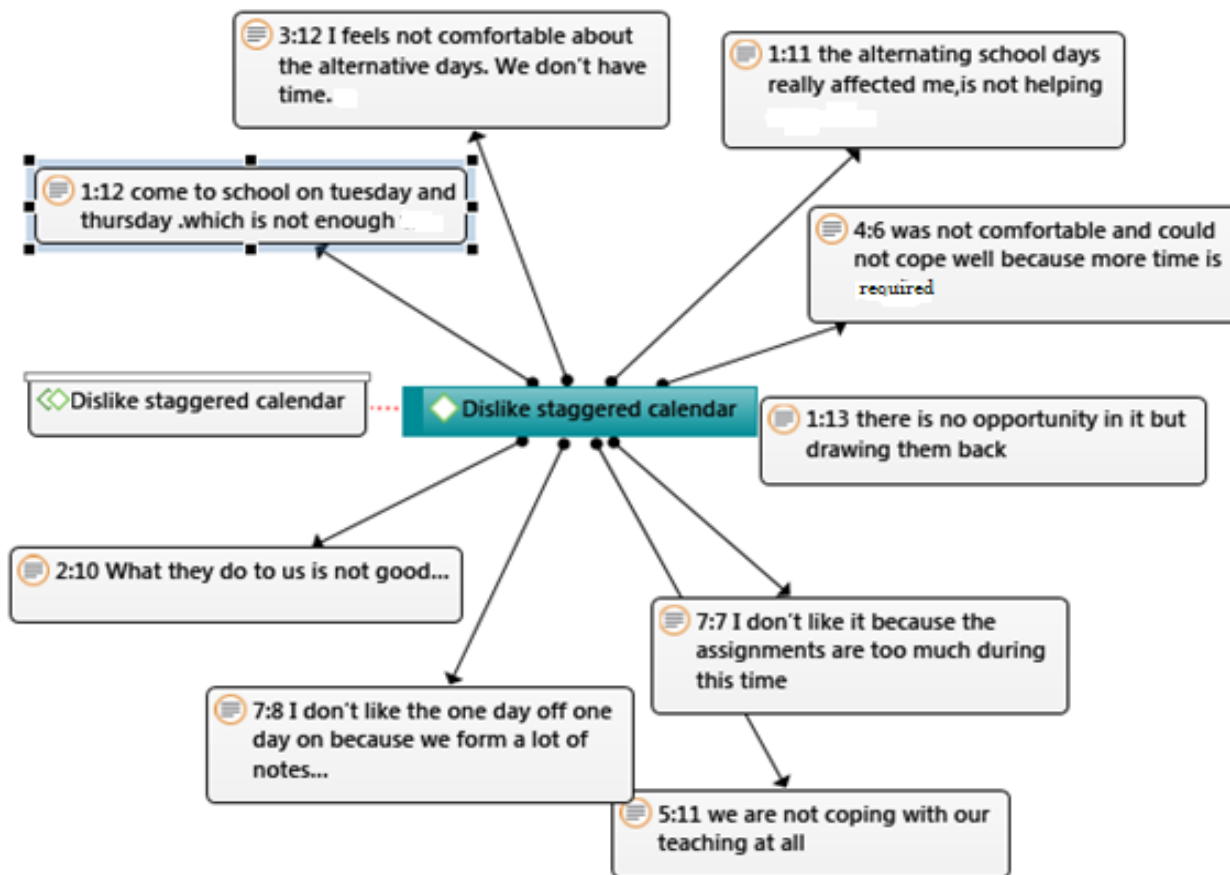 3:12 I feels not comfortable about
the alternative days. We don't have
time.
1:11 the alternating school days
really affected me,is not helping
1:12 come to school on tuesday and
thursday .which is not enough
4:6 was not comfortable and could
not cope well because more time is
required
Dislike staggered calendar
Dislike staggered calendar
1:13 there is no opportunity in it but
drawing them back
2:10 What they do to us is not good...
7:7 I don't like it because the
assignments are too much during
this time
7:8 I don't like the one day off one
day on because we form a lot of
notes...
5:11 we are not coping with our
teaching at all